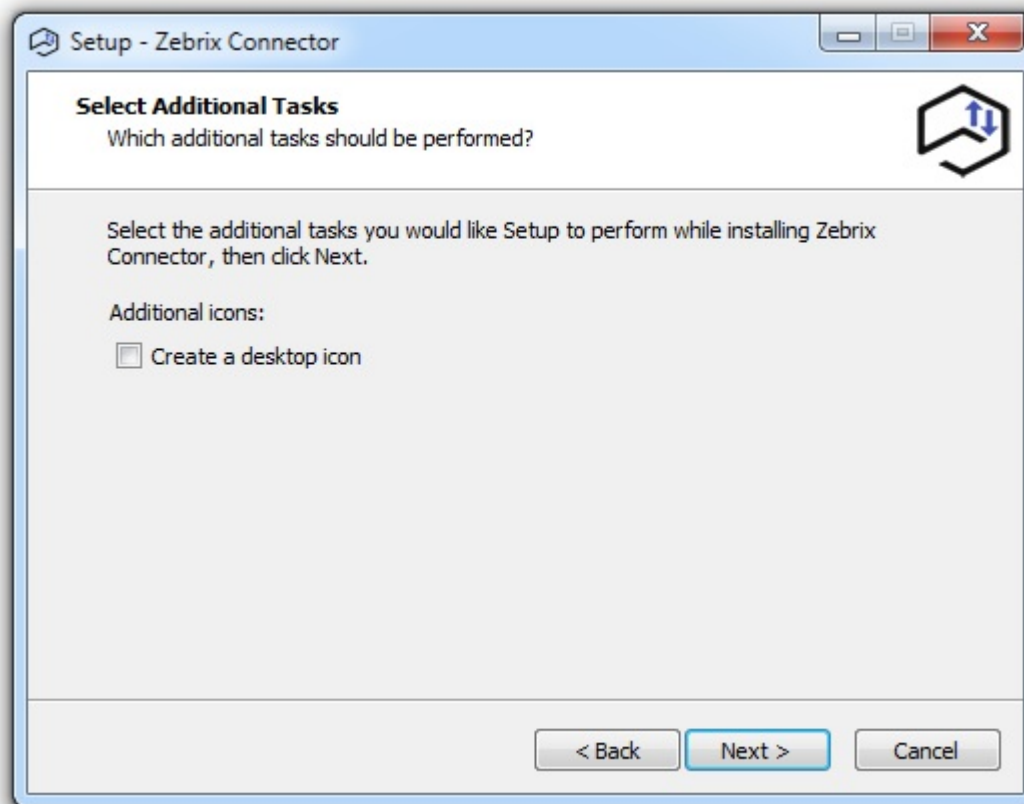 Setup - Zebrix Connector
Select Additional Tasks
Which additional tasks should be performed?
Select the additional tasks you would like Setup to perform while installing Zebrix
Connector, then click Next.
Additional icons:
Create a desktop icon
< Back
Next >
Cancel